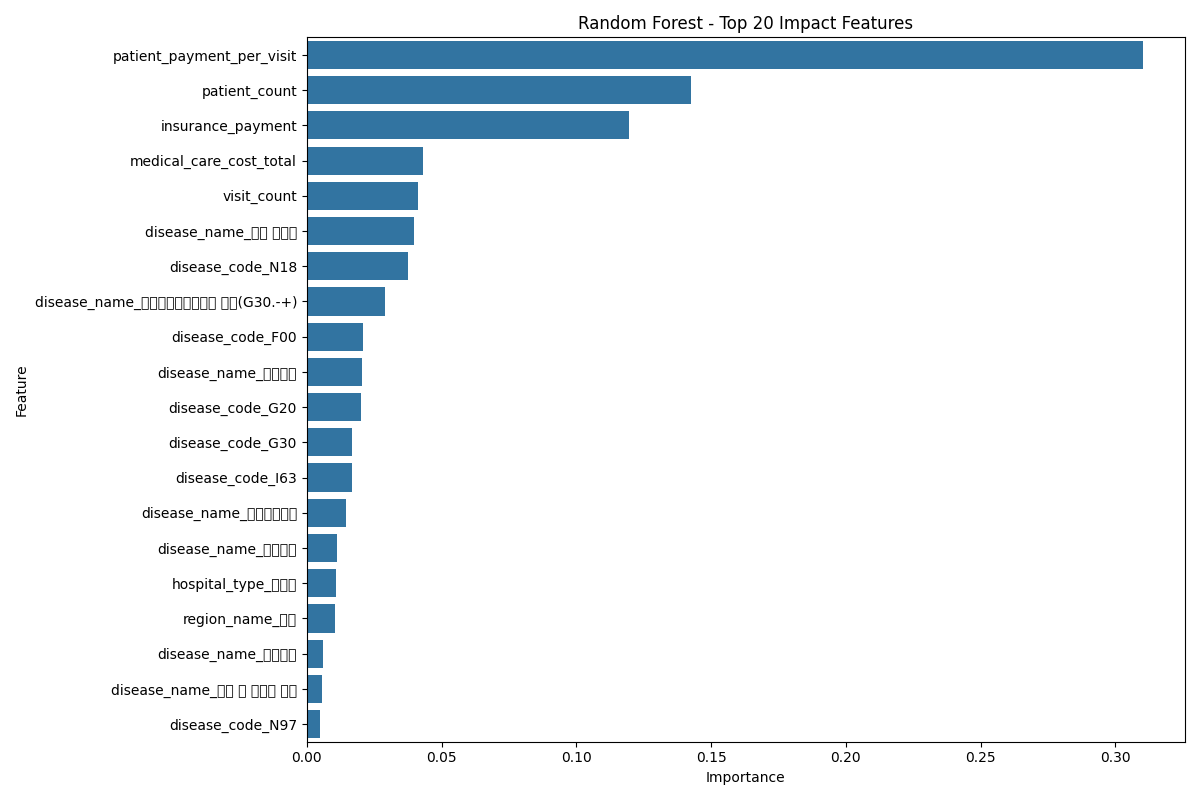 Random Forest - Top 20 Impact Features
patient_payment_per_visit
patient_count
insurance_payment
medical_care_cost_total
visit_count
disease_name_
disease_code_N18
disease_name_ (G30.-+)
disease_code_F00
disease_name_
disease_code_G20
disease_code_G30
disease_code_I63
disease_name_
disease_name_
hospital_type_
region_name_
disease_name_
disease_name_
disease_code_N97
Feature
0.00 0.05 0.10 0.15 0.20 0.25 0.30
Importance